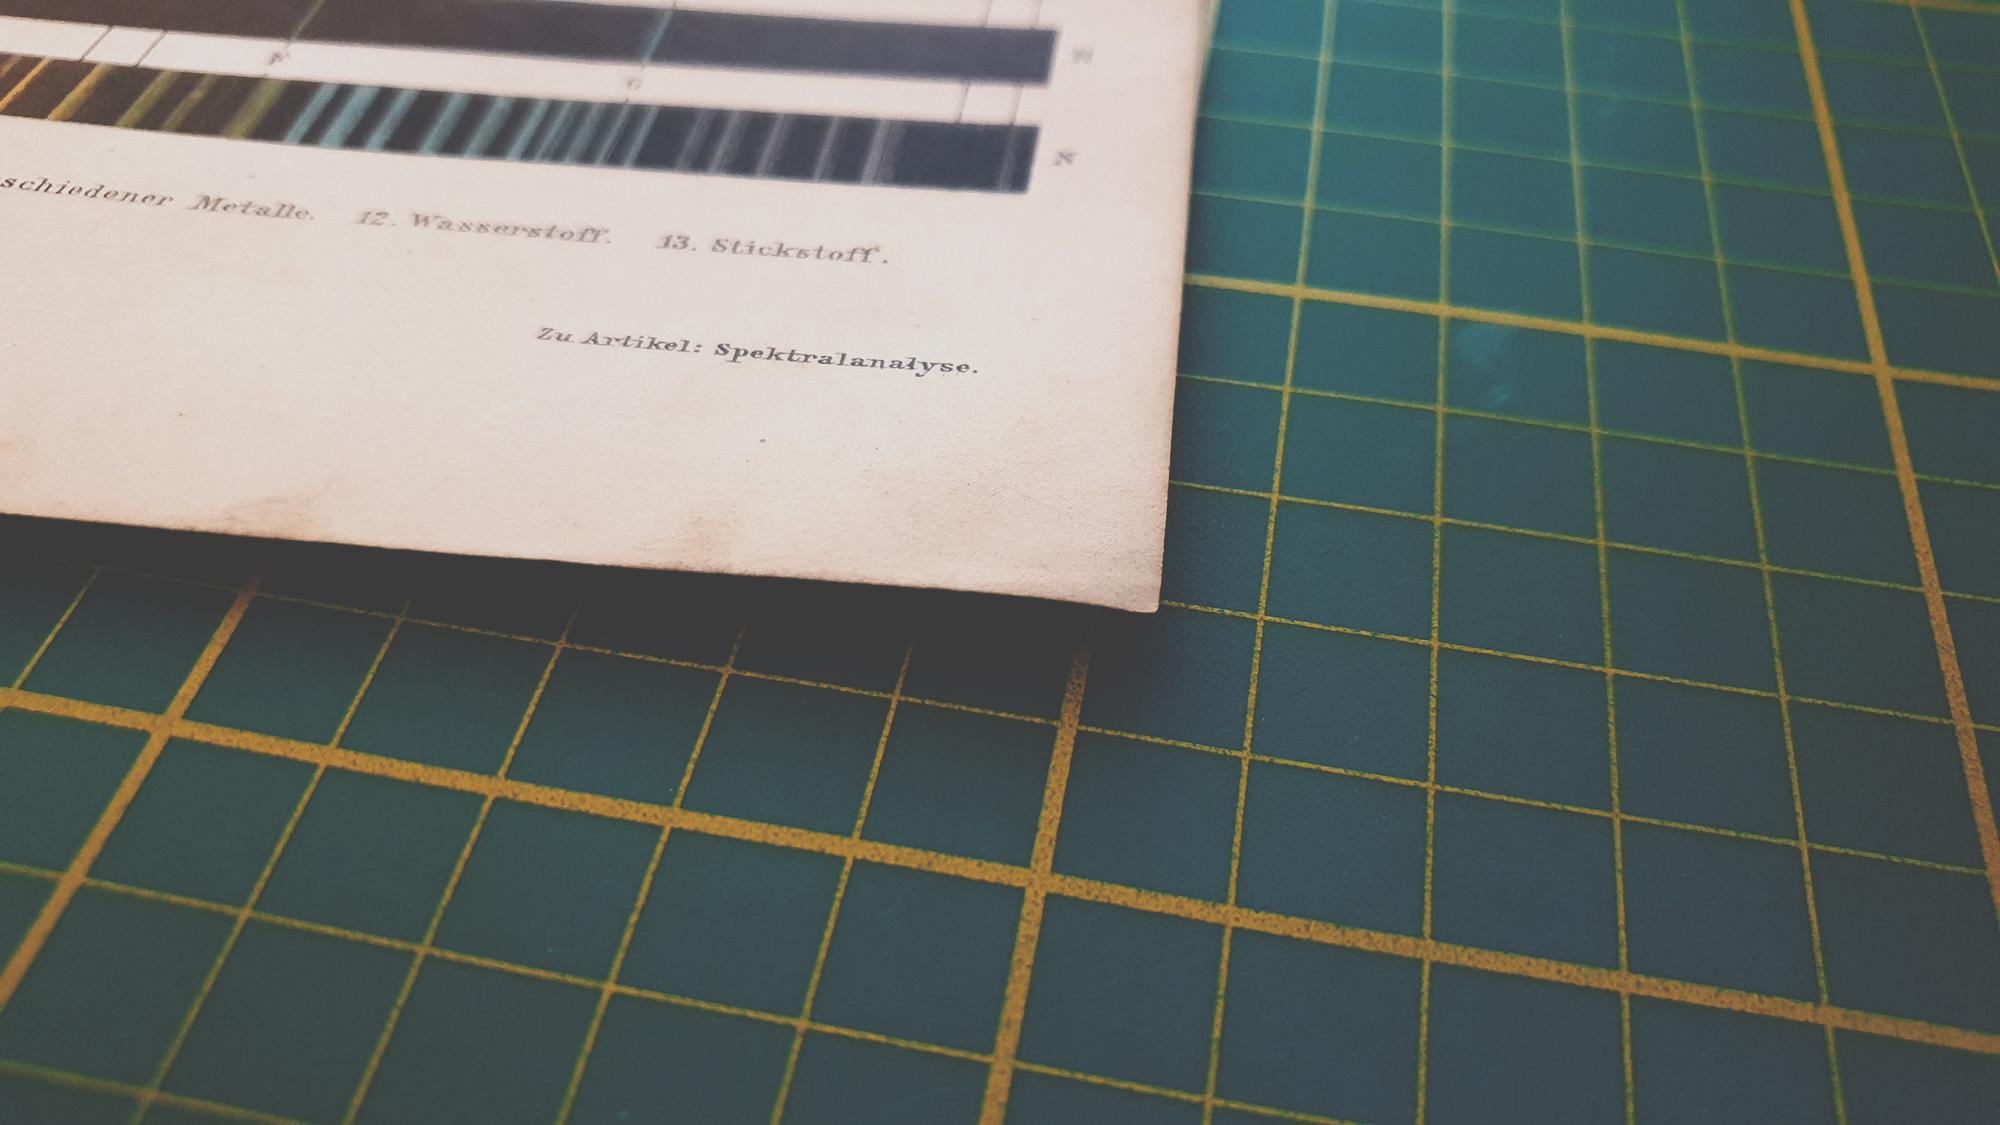 H
F
G
N
schiedener Metalle. 12. Wasserstoff. 13. Stickstoff.
Zu Artikel: Spektralanalyse.